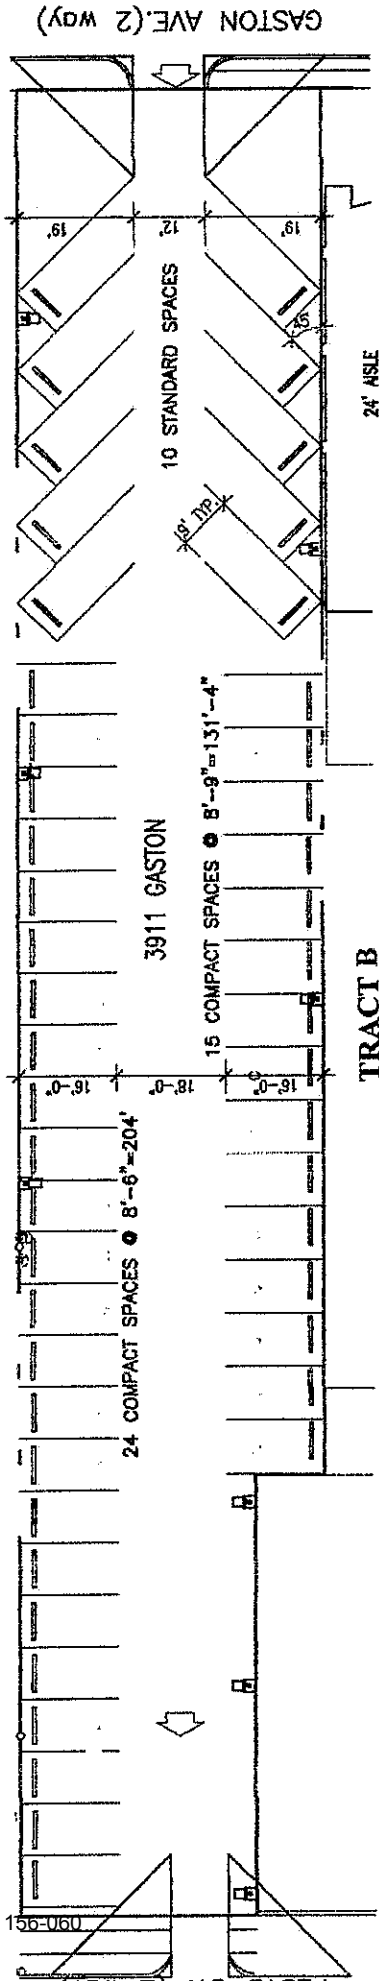 GASTON AVE.(2 way)
19'
12'
19'
10 STANDARD SPACES
24' AISLE
9' TYP.
3911 GASTON
15 COMPACT SPACES @ 8'-9"=131'-4"
16'-0"
18'-0"
16'-0"
TRACT B
24 COMPACT SPACES @ 8'-6"=204'
156-060